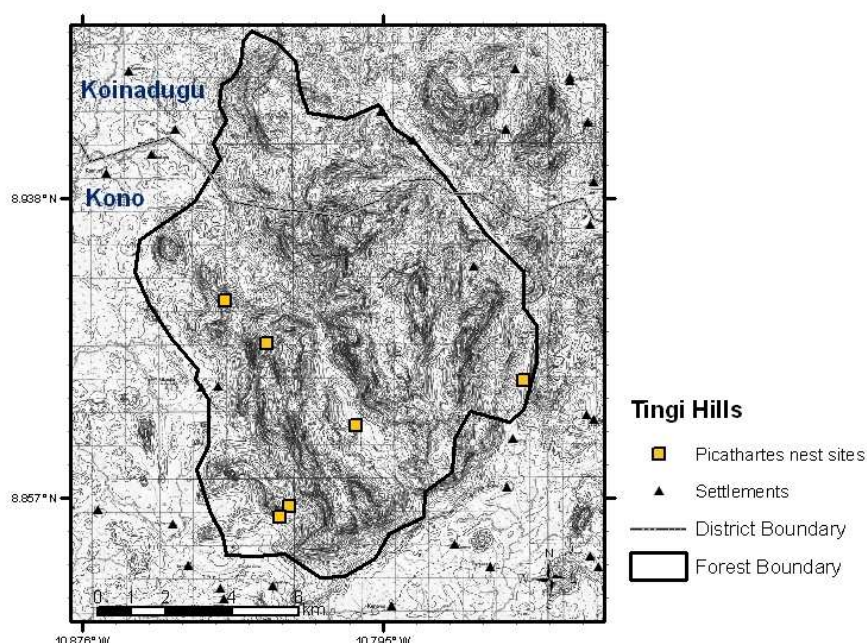 Koinadugu
Kono
8.938° N
8.857° N
Tingi Hills
Picathartes nest sites
Settlements
District Boundary
Forest Boundary
N
0 2 4 6
km
10.876° W
10.795° W